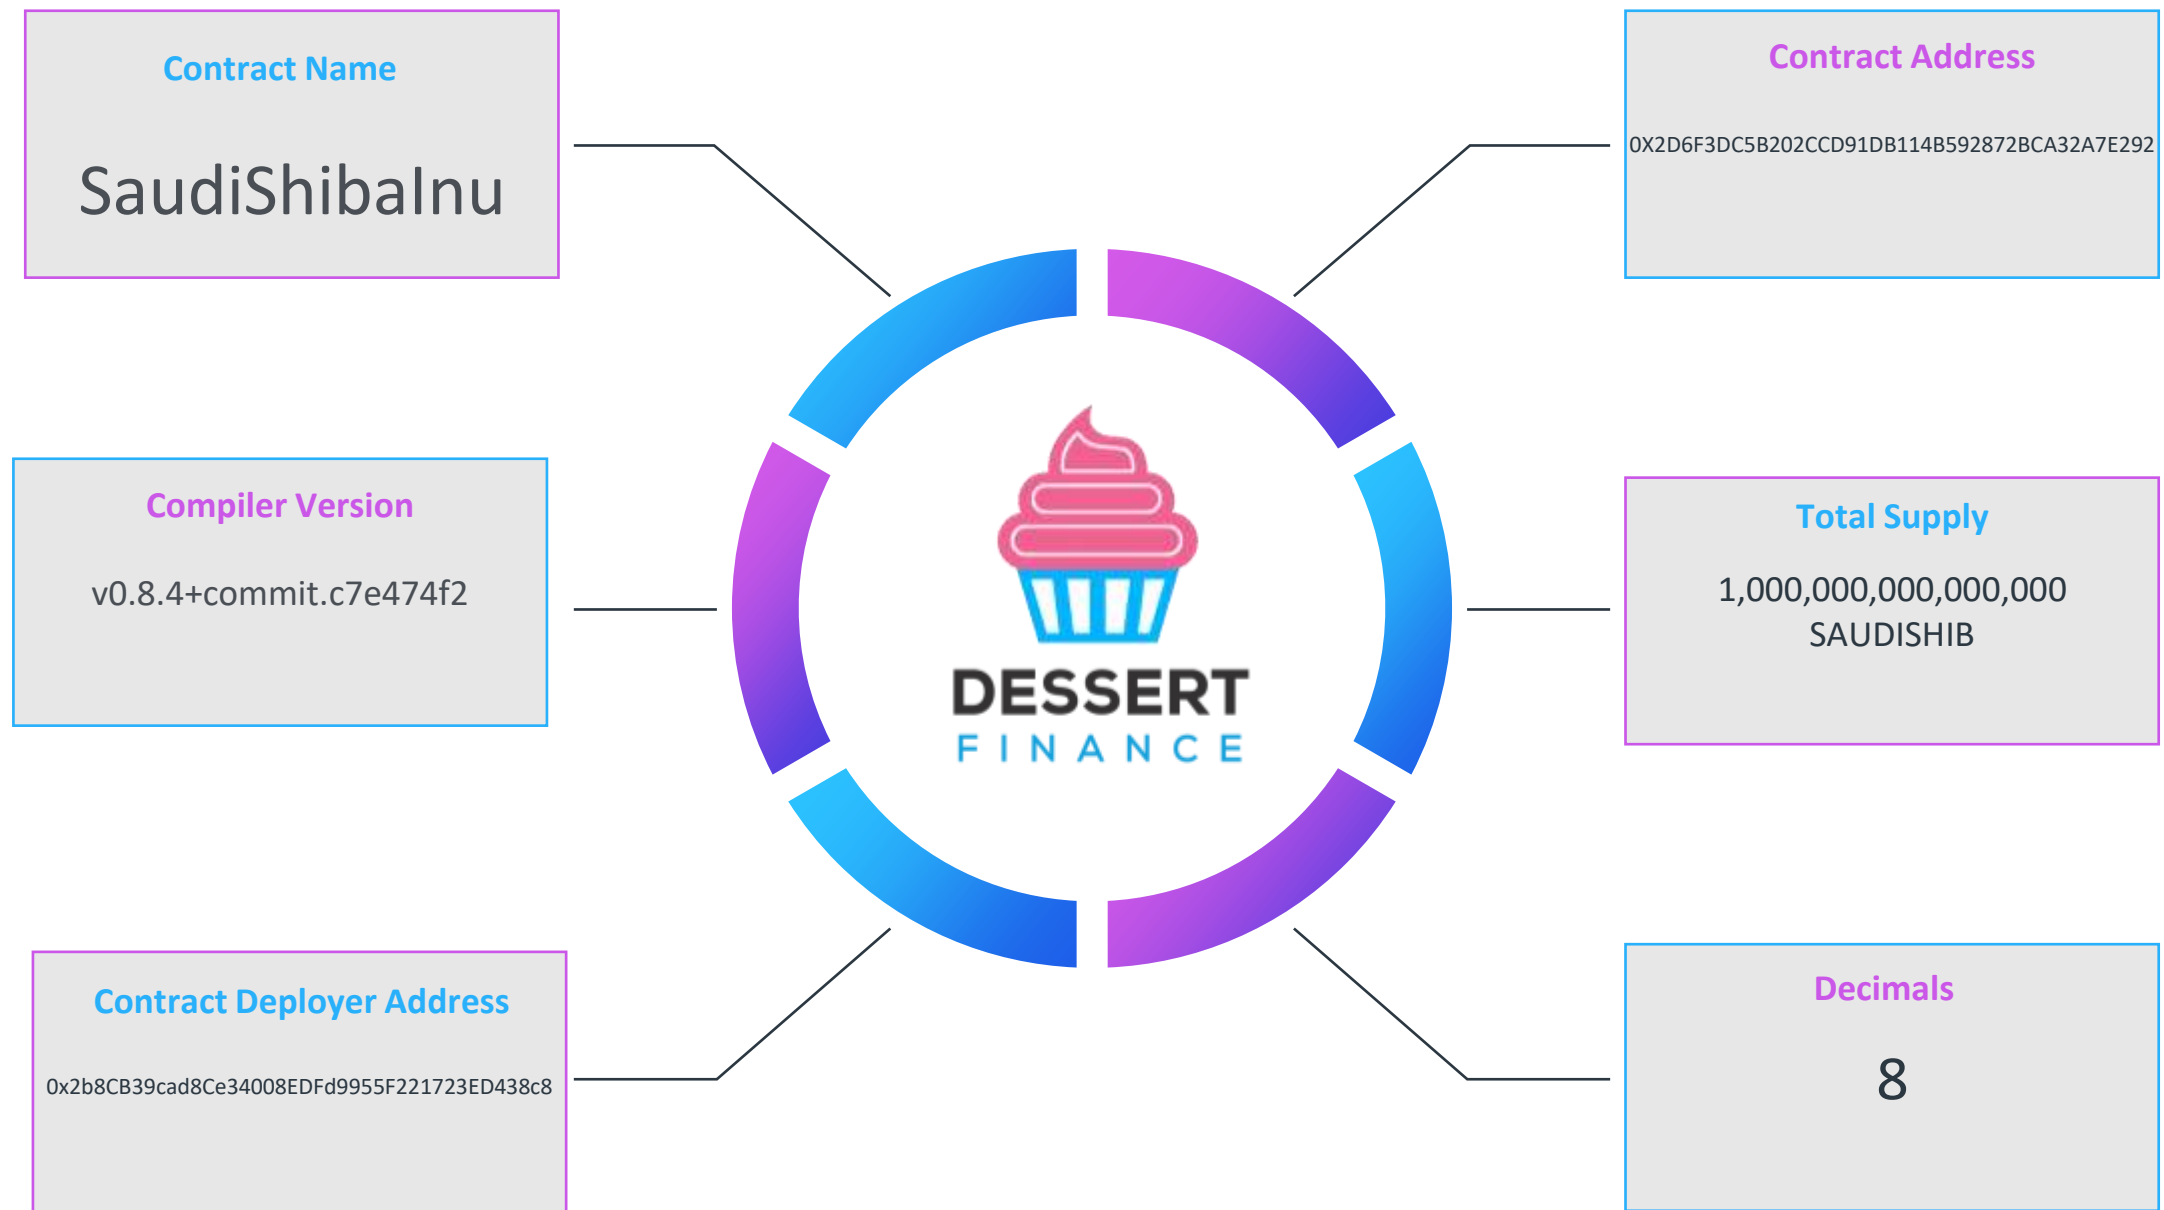 Contract Name
SaudiShibaInu
Contract Address
0X2D6F3DC5B202CCD91DB114B592872BCA32A7E292
Compiler Version
v0.8.4+commit.c7e474f2
DESSERT
FINANCE
Total Supply
1,000,000,000,000,000
SAUDISHIB
Contract Deployer Address
0x2b8CB39cad8Ce34008EDFd9955F221723ED438c8
Decimals
8